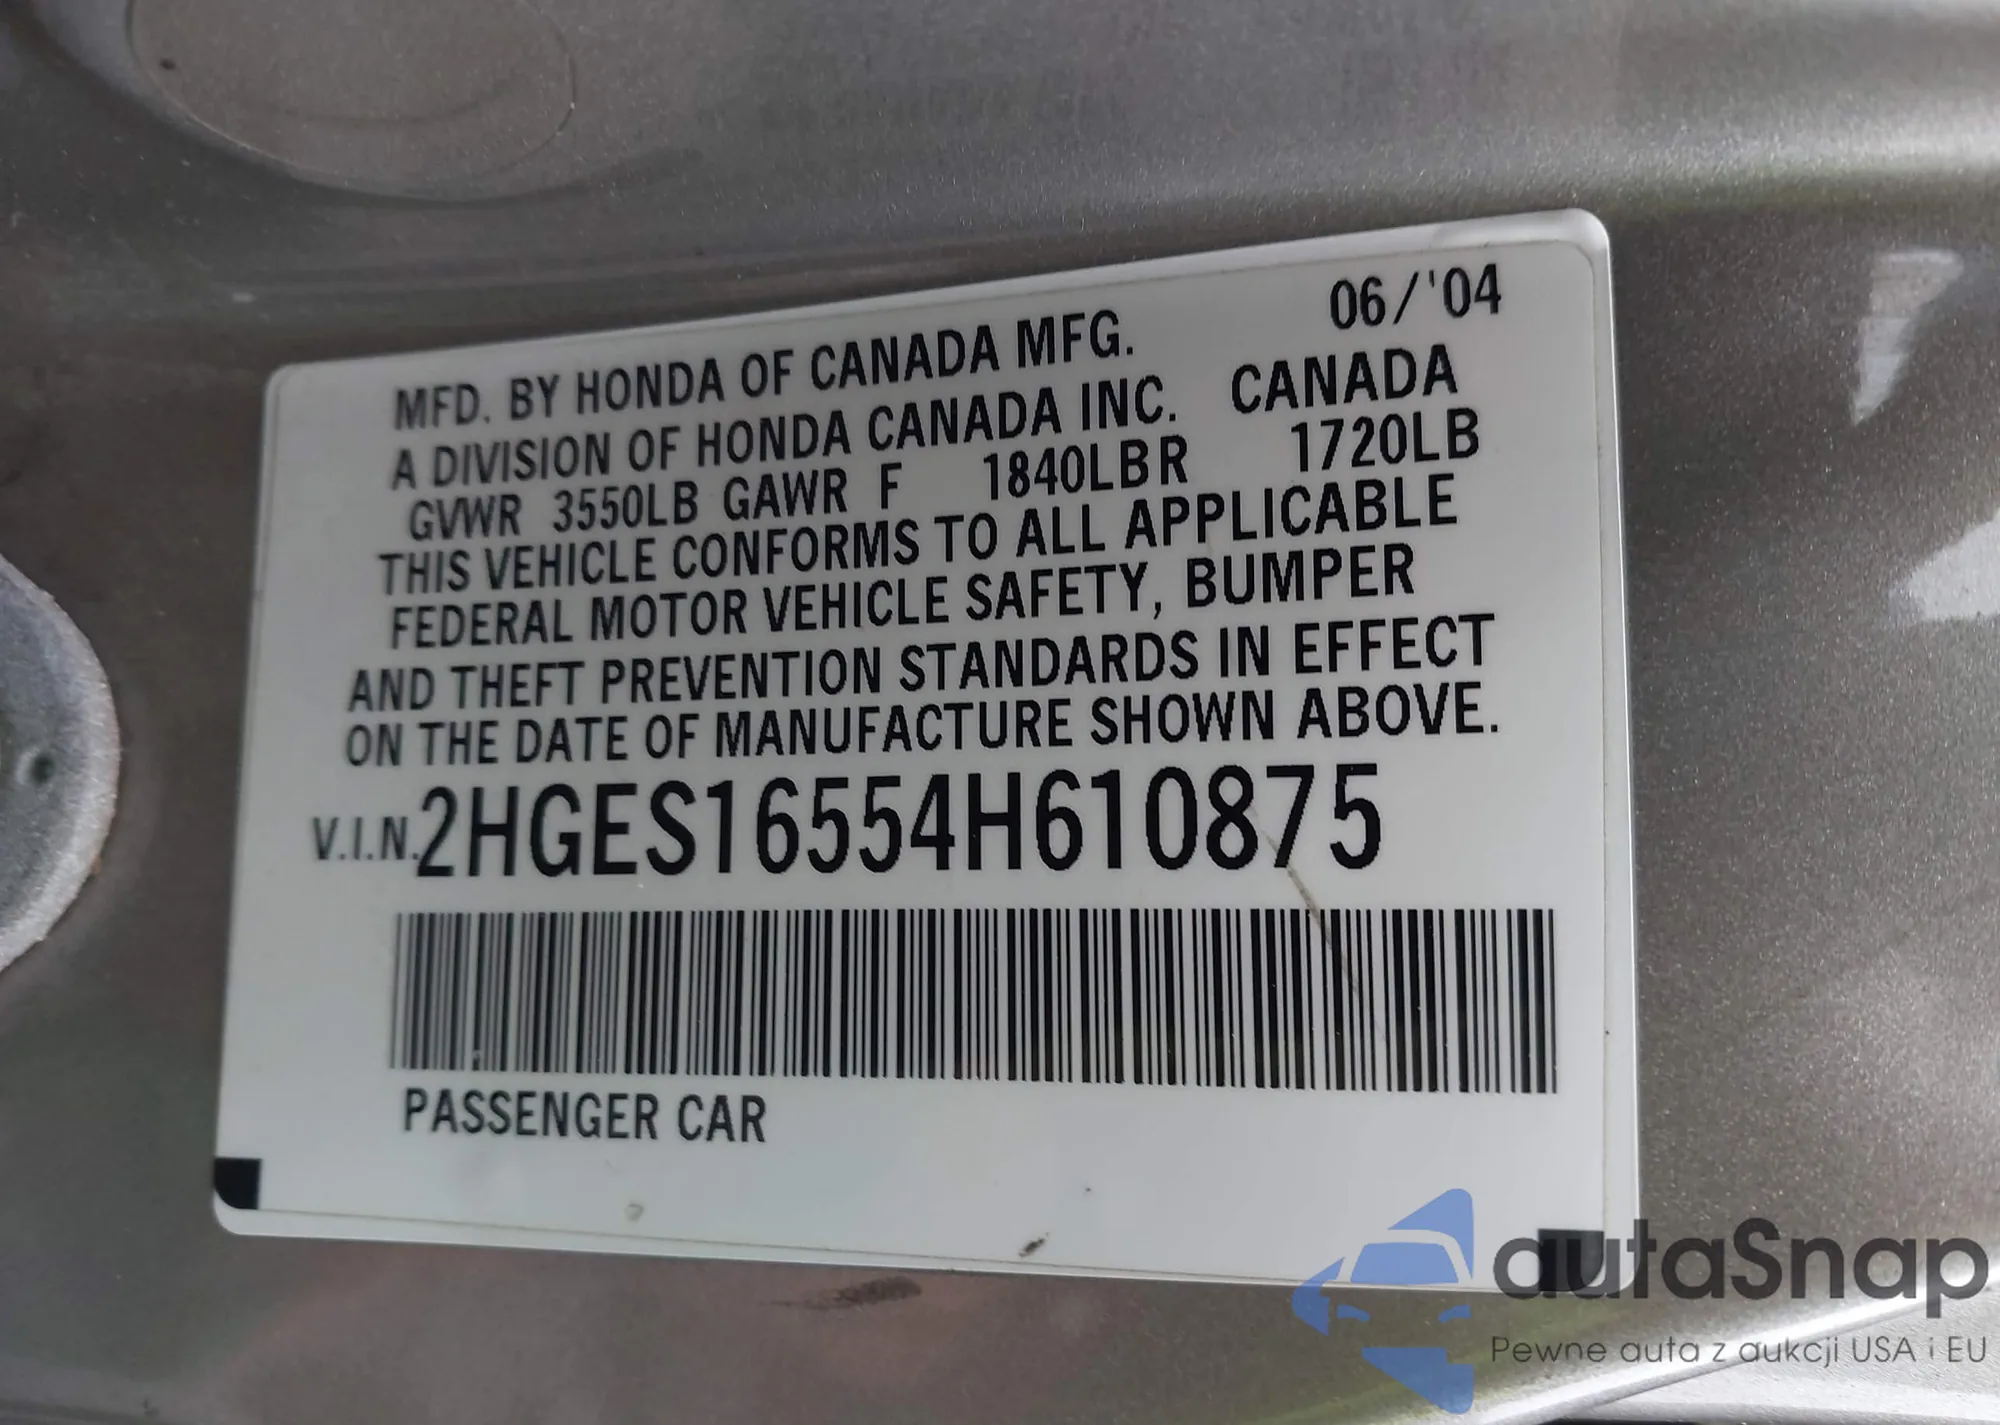 06/'04
MFD. BY HONDA OF CANADA MFG.
A DIVISION OF HONDA CANADA INC. CANADA
GVWR 3550LB GAWR F 1840LBR 1720LB
THIS VEHICLE CONFORMS TO ALL APPLICABLE
FEDERAL MOTOR VEHICLE SAFETY, BUMPER
AND THEFT PREVENTION STANDARDS IN EFFECT
ON THE DATE OF MANUFACTURE SHOWN ABOVE.
V.I.N. 2HGES16554H610875
PASSENGER CAR
autaSnap
Pewne auta z aukcji USA i EU